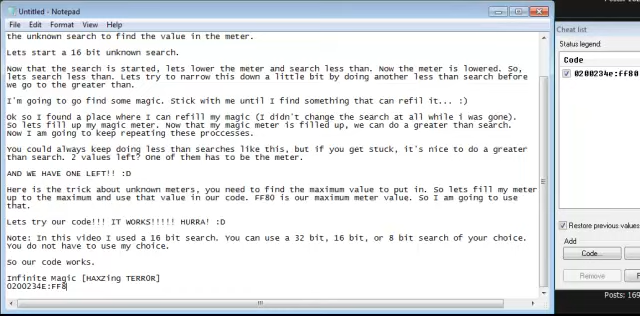 Untitled - Notepad
File Edit Format View Help
the unknown search to find the value in the meter.
Lets start a 16 bit unknown search.
Now that the search is started, lets lower the meter and search less than. Now the meter is lowered. So,
lets search less than. Lets try to narrow this down a little bit by doing another less than search before
we go to the greater than.
I'm going to go find some magic. Stick with me until I find something that can refil it... :)
Ok so I found a place where I can refill my magic (I didn't change the search at all while i was gone).
So lets fill up my magic meter. Now that my magic meter is filled up, we can do a greater than search.
Now I am going to keep repeating these proccesses.
You could always keep doing less than searches like this, but if you get stuck, it's nice to do a greater
than search. 2 values left? One of them has to be the meter.
AND WE HAVE ONE LEFT!! :D
Here is the trick about unknown meters, you need to find the maximum value to put in. So lets fill my meter
up to the maximum and use that value in our code. FF80 is our maximum meter value. So I am going to use
that.
Lets try our code!!! IT WORKS!!!!! HURRA! :D
Note: In this video I used a 16 bit search. You can use a 32 bit, 16 bit, or 8 bit search of your choice.
You do not have to use my choice.
So our code works.
Infinite Magic [HAXZing TERROR]
0200234E:FF8
Cheat list
Status legend:
Code
0200234e:ff80
Restore previous values
Add
Code...
Remove
Posts: 169